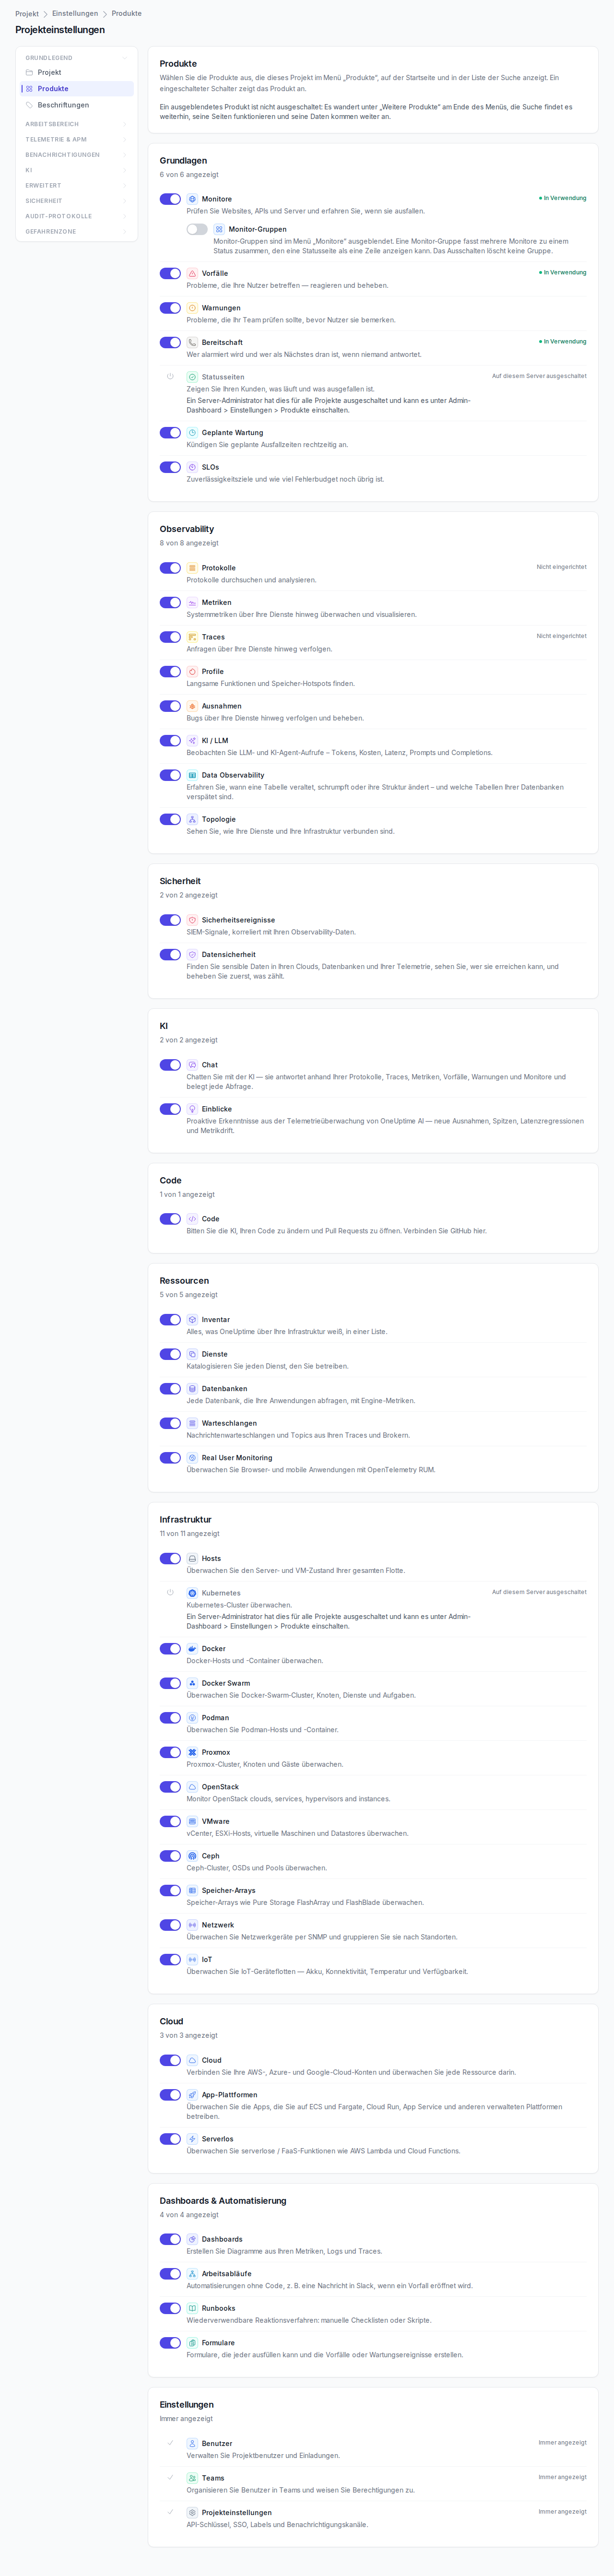 Projekt
Einstellungen
Produkte
Projekteinstellungen
GRUNDLEGEND
Projekt
Produkte
Beschriftungen
ARBEITSBEREICH
TELEMETRIE & APM
BENACHRICHTIGUNGEN
KI
ERWEITERT
SICHERHEIT
AUDIT-PROTOKOLLE
GEFAHRENZONE
Produkte
Wählen Sie die Produkte aus, die dieses Projekt im Menü „Produkte“, auf der Startseite und in der Liste der Suche anzeigt. Ein
eingeschalteter Schalter zeigt das Produkt an.
Ein ausgeblendetes Produkt ist nicht ausgeschaltet: Es wandert unter „Weitere Produkte“ am Ende des Menüs, die Suche findet es
weiterhin, seine Seiten funktionieren und seine Daten kommen weiter an.
Grundlagen
6 von 6 angezeigt
Monitore
In Verwendung
Prüfen Sie Websites, APIs und Server und erfahren Sie, wenn sie ausfallen.
Monitor-Gruppen
Monitor-Gruppen sind im Menü „Monitore“ ausgeblendet. Eine Monitor-Gruppe fasst mehrere Monitore zu einem
Status zusammen, den eine Statusseite als eine Zeile anzeigen kann. Das Ausschalten löscht keine Gruppe.
Vorfälle
In Verwendung
Probleme, die Ihre Nutzer betreffen — reagieren und beheben.
Warnungen
Probleme, die Ihr Team prüfen sollte, bevor Nutzer sie bemerken.
Bereitschaft
In Verwendung
Wer alarmiert wird und wer als Nächstes dran ist, wenn niemand antwortet.
Statusseiten
Auf diesem Server ausgeschaltet
Zeigen Sie Ihren Kunden, was läuft und was ausgefallen ist.
Ein Server-Administrator hat dies für alle Projekte ausgeschaltet und kann es unter Admin-
Dashboard > Einstellungen > Produkte einschalten.
Geplante Wartung
Kündigen Sie geplante Ausfallzeiten rechtzeitig an.
SLOs
Zuverlässigkeitsziele und wie viel Fehlerbudget noch übrig ist.
Observability
8 von 8 angezeigt
Protokolle
Nicht eingerichtet
Protokolle durchsuchen und analysieren.
Metriken
Systemmetriken über Ihre Dienste hinweg überwachen und visualisieren.
Traces
Nicht eingerichtet
Anfragen über Ihre Dienste hinweg verfolgen.
Profile
Langsame Funktionen und Speicher-Hotspots finden.
Ausnahmen
Bugs über Ihre Dienste hinweg verfolgen und beheben.
KI / LLM
Beobachten Sie LLM- und KI-Agent-Aufrufe – Tokens, Kosten, Latenz, Prompts und Completions.
Data Observability
Erfahren Sie, wann eine Tabelle veraltet, schrumpft oder ihre Struktur ändert – und welche Tabellen Ihrer Datenbanken
verspätet sind.
Topologie
Sehen Sie, wie Ihre Dienste und Ihre Infrastruktur verbunden sind.
Sicherheit
2 von 2 angezeigt
Sicherheitsereignisse
SIEM-Signale, korreliert mit Ihren Observability-Daten.
Datensicherheit
Finden Sie sensible Daten in Ihren Clouds, Datenbanken und Ihrer Telemetrie, sehen Sie, wer sie erreichen kann, und
beheben Sie zuerst, was zählt.
KI
2 von 2 angezeigt
Chat
Chatten Sie mit der KI — sie antwortet anhand Ihrer Protokolle, Traces, Metriken, Vorfälle, Warnungen und Monitore und
belegt jede Abfrage.
Einblicke
Proaktive Erkenntnisse aus der Telemetrieüberwachung von OneUptime AI — neue Ausnahmen, Spitzen, Latenzregressionen
und Metrikdrift.
Code
1 von 1 angezeigt
Code
Bitten Sie die KI, Ihren Code zu ändern und Pull Requests zu öffnen. Verbinden Sie GitHub hier.
Ressourcen
5 von 5 angezeigt
Inventar
Alles, was OneUptime über Ihre Infrastruktur weiß, in einer Liste.
Dienste
Katalogisieren Sie jeden Dienst, den Sie betreiben.
Datenbanken
Jede Datenbank, die Ihre Anwendungen abfragen, mit Engine-Metriken.
Warteschlangen
Nachrichtenwarteschlangen und Topics aus Ihren Traces und Brokern.
Real User Monitoring
Überwachen Sie Browser- und mobile Anwendungen mit OpenTelemetry RUM.
Infrastruktur
11 von 11 angezeigt
Hosts
Überwachen Sie den Server- und VM-Zustand Ihrer gesamten Flotte.
Kubernetes
Auf diesem Server ausgeschaltet
Kubernetes-Cluster überwachen.
Ein Server-Administrator hat dies für alle Projekte ausgeschaltet und kann es unter Admin-
Dashboard > Einstellungen > Produkte einschalten.
Docker
Docker-Hosts und -Container überwachen.
Docker Swarm
Überwachen Sie Docker-Swarm-Cluster, Knoten, Dienste und Aufgaben.
Podman
Überwachen Sie Podman-Hosts und -Container.
Proxmox
Proxmox-Cluster, Knoten und Gäste überwachen.
OpenStack
Monitor OpenStack clouds, services, hypervisors and instances.
VMware
vCenter, ESXi-Hosts, virtuelle Maschinen und Datastores überwachen.
Ceph
Ceph-Cluster, OSDs und Pools überwachen.
Speicher-Arrays
Speicher-Arrays wie Pure Storage FlashArray und FlashBlade überwachen.
Netzwerk
Überwachen Sie Netzwerkgeräte per SNMP und gruppieren Sie sie nach Standorten.
IoT
Überwachen Sie IoT-Geräteflotten — Akku, Konnektivität, Temperatur und Verfügbarkeit.
Cloud
3 von 3 angezeigt
Cloud
Verbinden Sie Ihre AWS-, Azure- und Google-Cloud-Konten und überwachen Sie jede Ressource darin.
App-Plattformen
Überwachen Sie die Apps, die Sie auf ECS und Fargate, Cloud Run, App Service und anderen verwalteten Plattformen
betreiben.
Serverlos
Überwachen Sie serverlose / FaaS-Funktionen wie AWS Lambda und Cloud Functions.
Dashboards & Automatisierung
4 von 4 angezeigt
Dashboards
Erstellen Sie Diagramme aus Ihren Metriken, Logs und Traces.
Arbeitsabläufe
Automatisierungen ohne Code, z. B. eine Nachricht in Slack, wenn ein Vorfall eröffnet wird.
Runbooks
Wiederverwendbare Reaktionsverfahren: manuelle Checklisten oder Skripte.
Formulare
Formulare, die jeder ausfüllen kann und die Vorfälle oder Wartungsereignisse erstellen.
Einstellungen
Immer angezeigt
Benutzer
Immer angezeigt
Verwalten Sie Projektbenutzer und Einladungen.
Teams
Immer angezeigt
Organisieren Sie Benutzer in Teams und weisen Sie Berechtigungen zu.
Projekteinstellungen
Immer angezeigt
API-Schlüssel, SSO, Labels und Benachrichtigungskanäle.